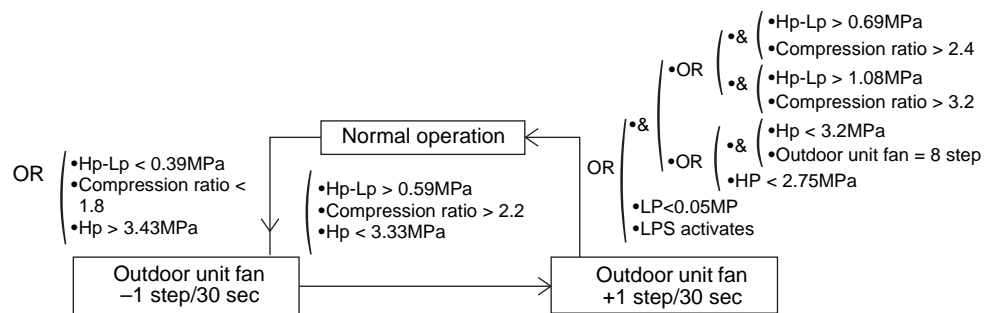 •Hp-Lp > 0.69MPa
•&
•Compression ratio > 2.4
•OR
•Hp-Lp > 1.08MPa
•&
•Compression ratio > 3.2
•&
•Hp < 3.2MPa
•&
•Outdoor unit fan = 8 step
•OR
•HP < 2.75MPa
OR
•LP<0.05MP
•LPS activates
Normal operation
OR
•Hp-Lp < 0.39MPa
•Compression ratio <
1.8
•Hp > 3.43MPa
•Hp-Lp > 0.59MPa
•Compression ratio > 2.2
•Hp < 3.33MPa
Outdoor unit fan
–1 step/30 sec
Outdoor unit fan
+1 step/30 sec